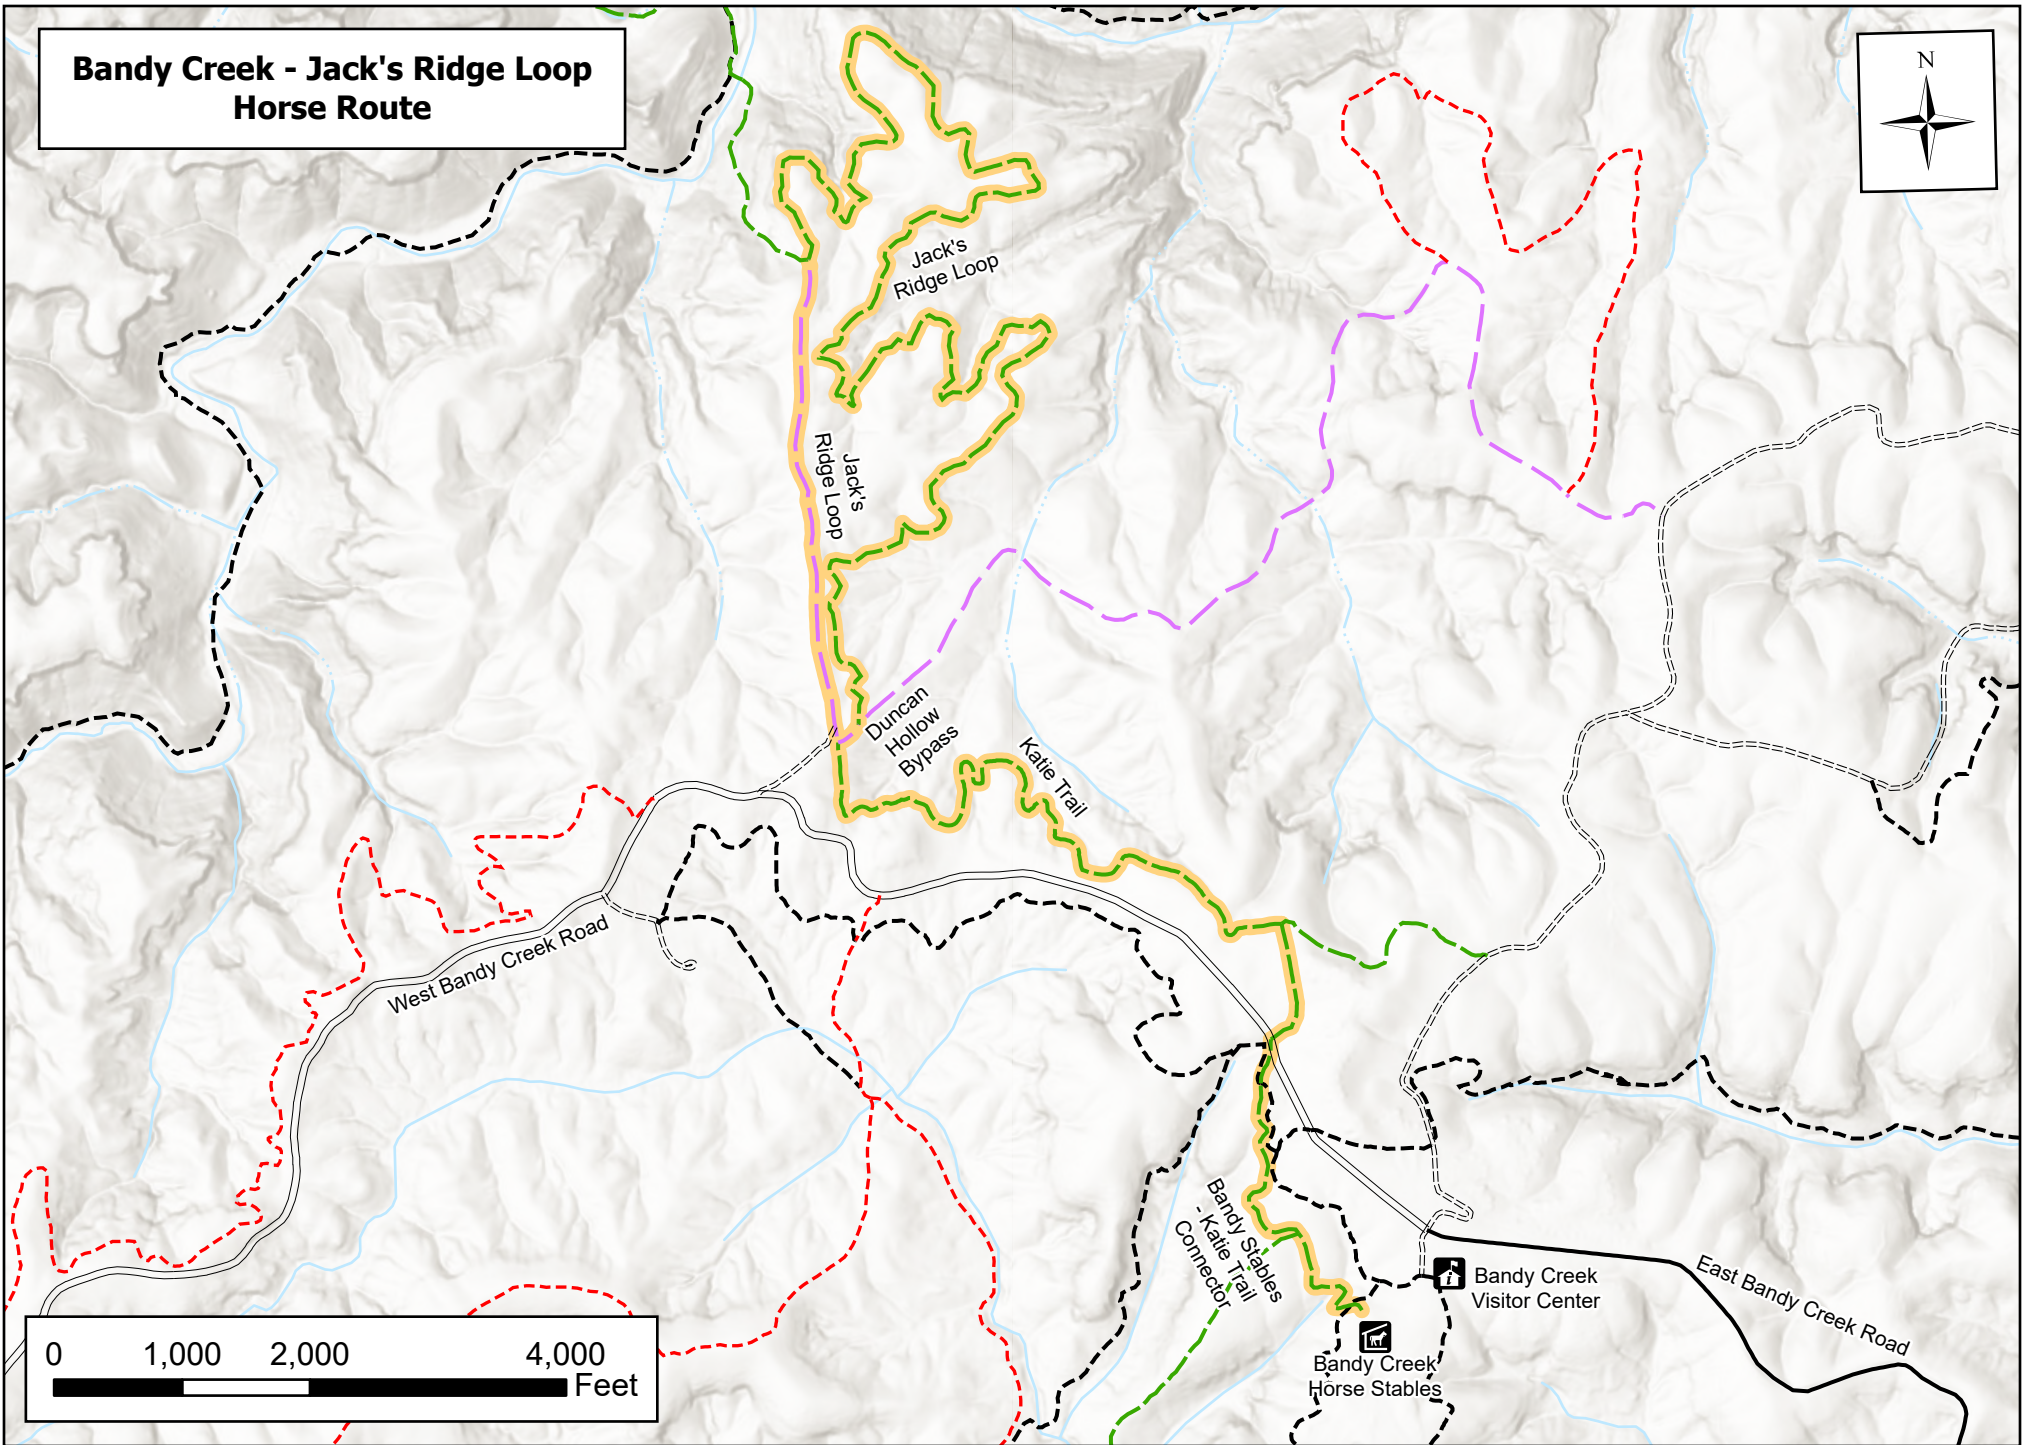 Bandy Creek - Jack's Ridge Loop
Horse Route
N
Jack's
Ridge Loop
Jack's
Ridge Loop
Duncan
Hollow
Bypass
Katie Trail
West Bandy Creek Road
Bandy Stables
- Katie Trail
Connector
Bandy Creek
Visitor Center
East Bandy Creek Road
Bandy Creek
Horse Stables
0 1,000 2,000 4,000
Feet